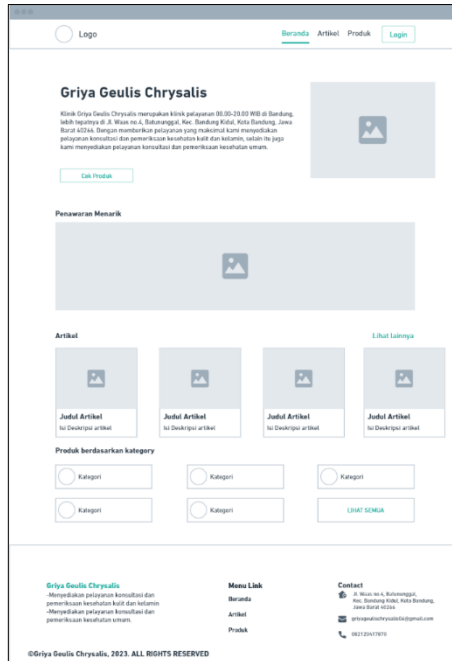 Logo
Beranda Artikel Produk Login
Griya Geulis Chrysalis
Klinik Griya Geulis Chrysalis merupakan klinik pelayanan 08.00-20.00 WIB di Bandung,
lebih tepatnya di Jl. Waas no.4, Batununggal, Kec. Bandung Kidul, Kota Bandung, Jawa
Barat 40266. Dengan memberikan pelayanan yang maksimal kami menyediakan
pelayanan konsultasi dan pemeriksaan kesehatan kulit dan kelamin, selain itu juga
kami menyediakan pelayanan konsultasi dan pemeriksaan kesehatan umum.
Cek Produk
Penawaran Menarik
Artikel Lihat lainnya
Judul Artikel Judul Artikel Judul Artikel Judul Artikel
Isi Deskripsi artikel Isi Deskripsi artikel Isi Deskripsi artikel Isi Deskripsi artikel
Produk berdasarkan kategory
Kategori Kategori Kategori
Kategori Kategori LIHAT SEMUA
Griya Geulis Chrysalis
-Menyediakan pelayanan konsultasi dan
pemeriksaan kesehatan kulit dan kelamin
-Menyediakan pelayanan konsultasi dan
pemeriksaan kesehatan umum.
Menu Link
Beranda
Artikel
Produk
Contact
Jl. Waas no.4, Batununggal,
Kec. Bandung Kidul, Kota Bandung,
Jawa Barat 40266
082120417870
©Griya Geulis Chrysalis, 2023. ALL RIGHTS RESERVED